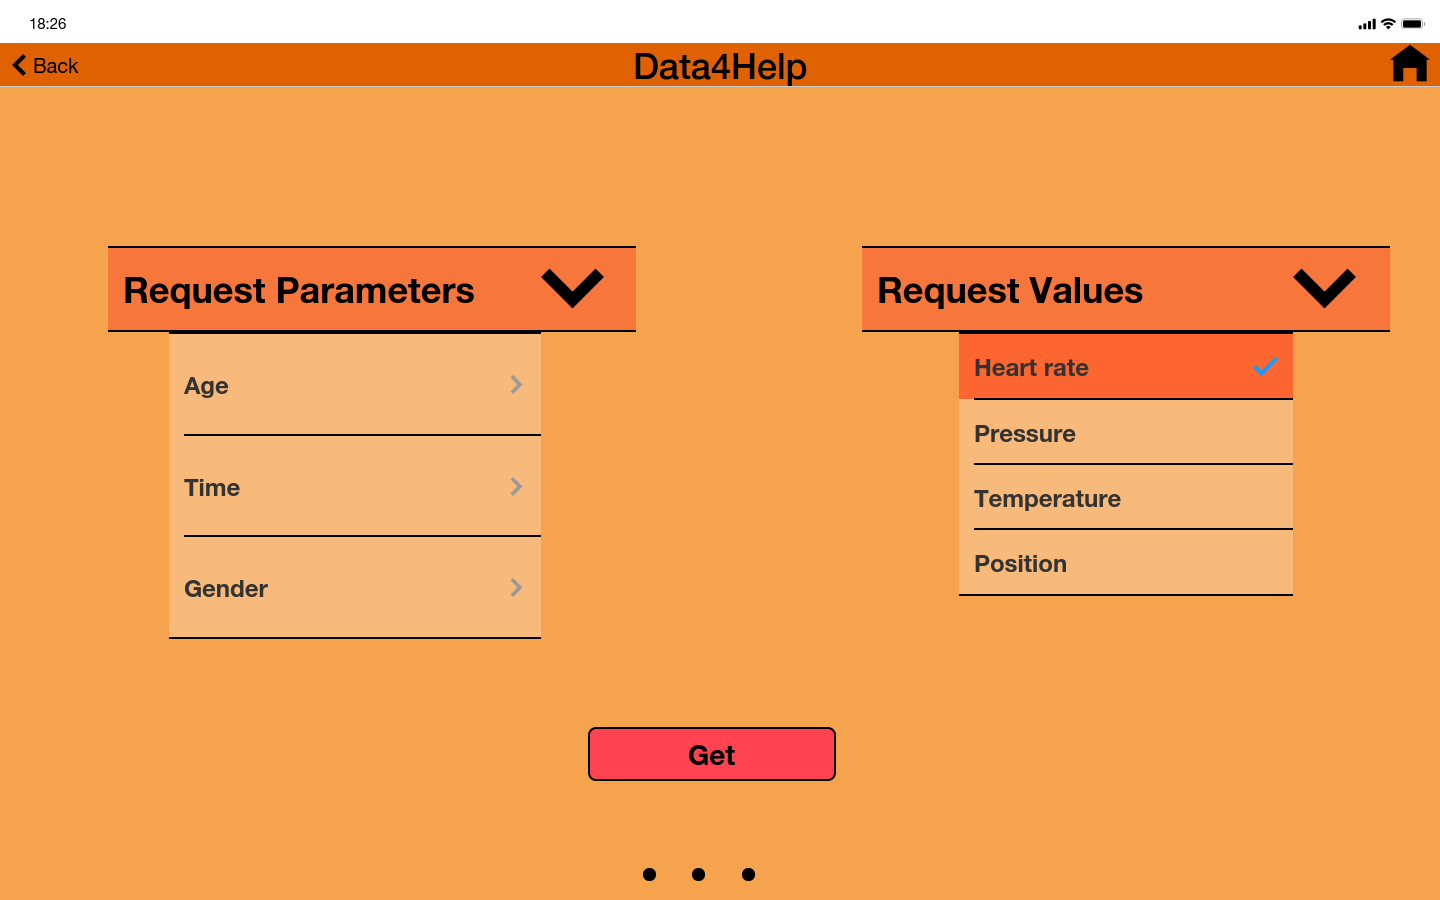 18:26
Back
Data4Help
Request Parameters
Age
Time
Gender
Request Values
Heart rate
Pressure
Temperature
Position
Get